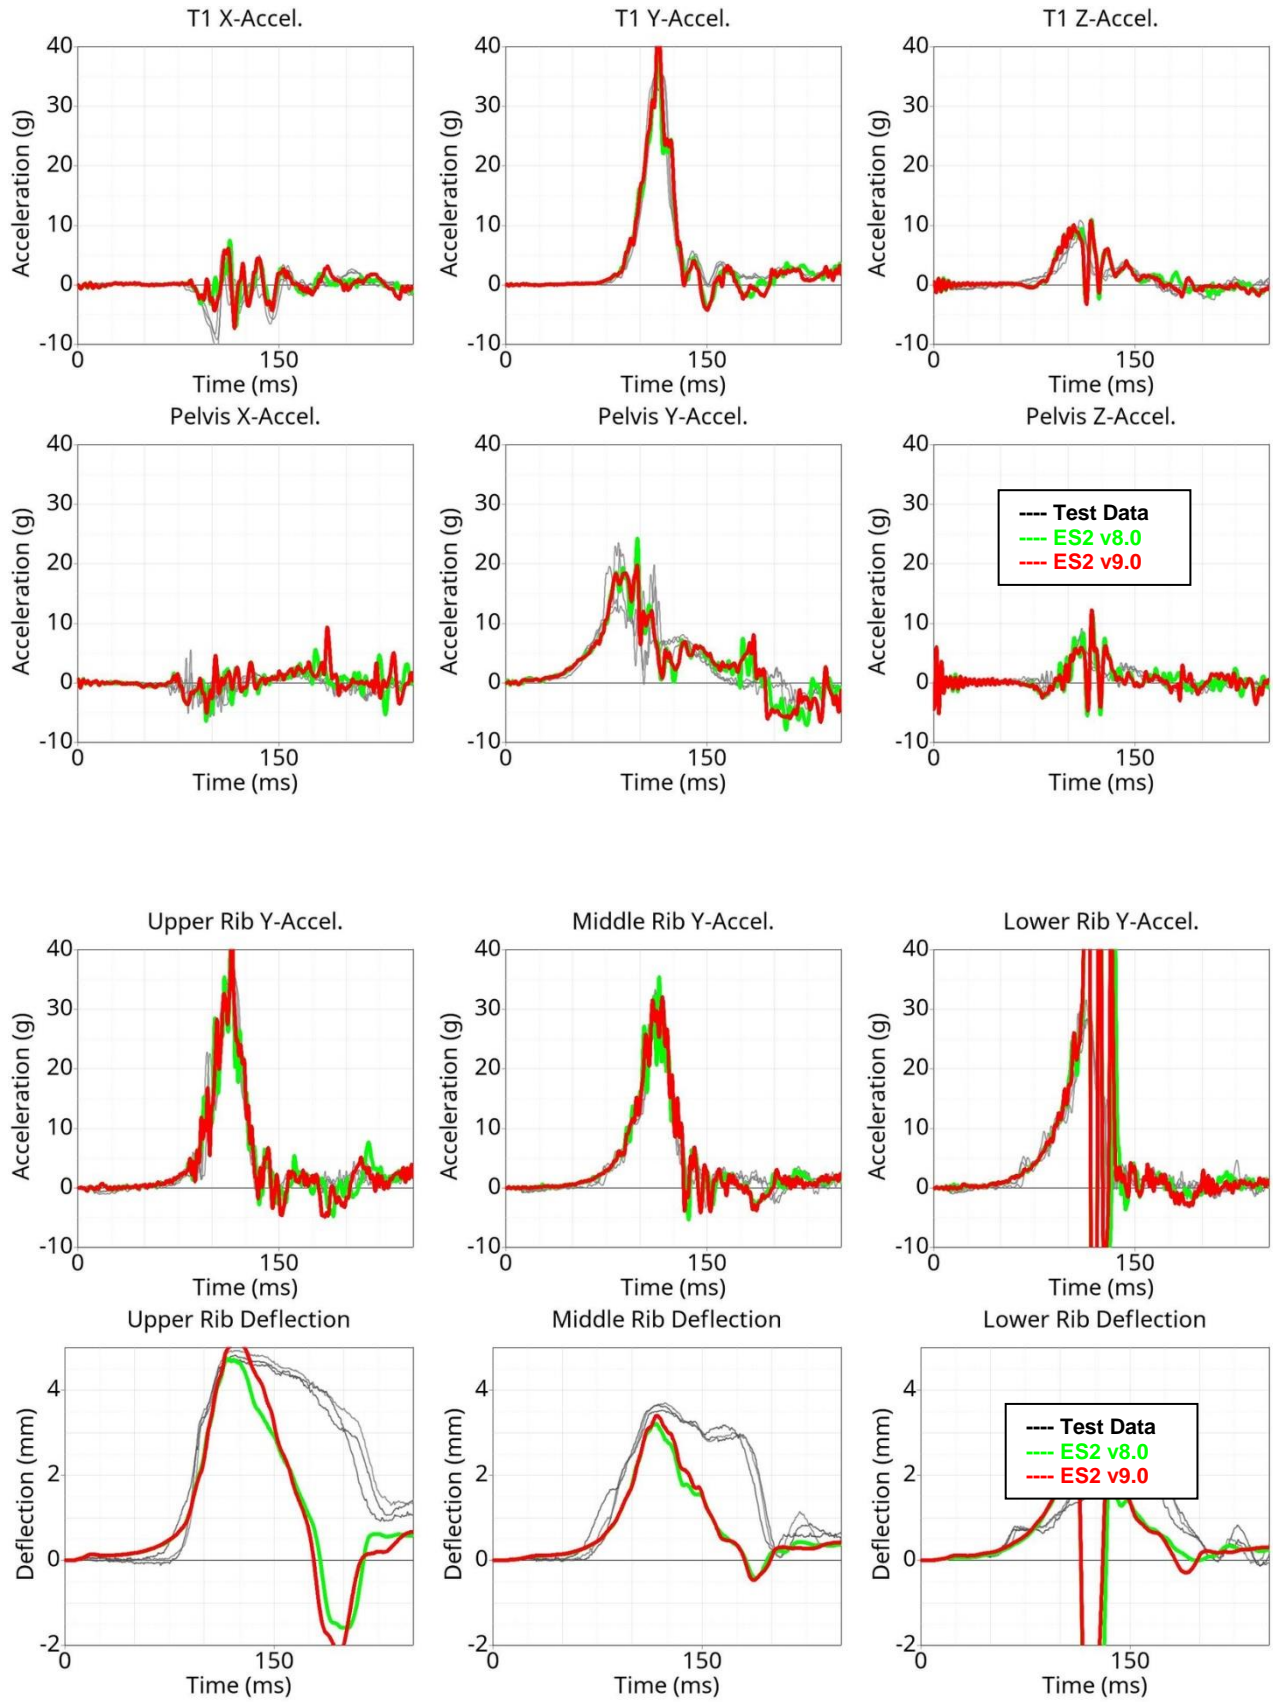 T1 X-Accel.
T1 Y-Accel.
T1 Z-Accel.
40
30
20
10
0
-10
Acceleration (g)
0
150
Time (ms)
40
30
20
10
0
-10
Acceleration (g)
0
150
Time (ms)
40
30
20
10
0
-10
Acceleration (g)
0
150
Time (ms)
Pelvis X-Accel.
Pelvis Y-Accel.
Pelvis Z-Accel.
40
30
20
10
0
-10
Acceleration (g)
0
150
Time (ms)
40
30
20
10
0
-10
Acceleration (g)
0
150
Time (ms)
40
30
20
10
0
-10
Acceleration (g)
0
150
Time (ms)
---- Test Data
---- ES2 v8.0
---- ES2 v9.0
Upper Rib Y-Accel.
Middle Rib Y-Accel.
Lower Rib Y-Accel.
40
30
20
10
0
-10
Acceleration (g)
0
150
Time (ms)
40
30
20
10
0
-10
Acceleration (g)
0
150
Time (ms)
40
30
20
10
0
-10
Acceleration (g)
0
150
Time (ms)
Upper Rib Deflection
Middle Rib Deflection
Lower Rib Deflection
4
2
0
-2
Deflection (mm)
0
150
Time (ms)
4
2
0
-2
Deflection (mm)
0
150
Time (ms)
4
2
0
-2
Deflection (mm)
0
150
Time (ms)
---- Test Data
---- ES2 v8.0
---- ES2 v9.0